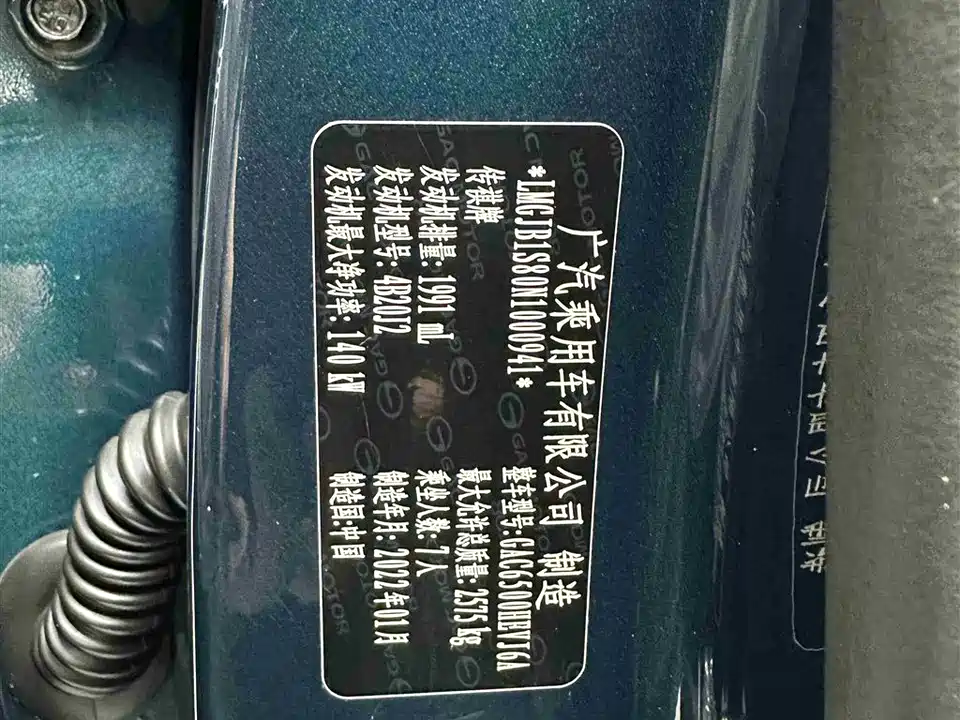 广汽乘用车有限公司 制造
*LMGJB1S80N1000941* 整车型号:GAC6500HEVJ6A
传祺牌 最大允许总质量:2575 kg
发动机排量:1991 mL 乘坐人数:7人
发动机型号:4B20J2 制造年月:2022年01月
发动机最大净功率:140 kW 制造国:中国